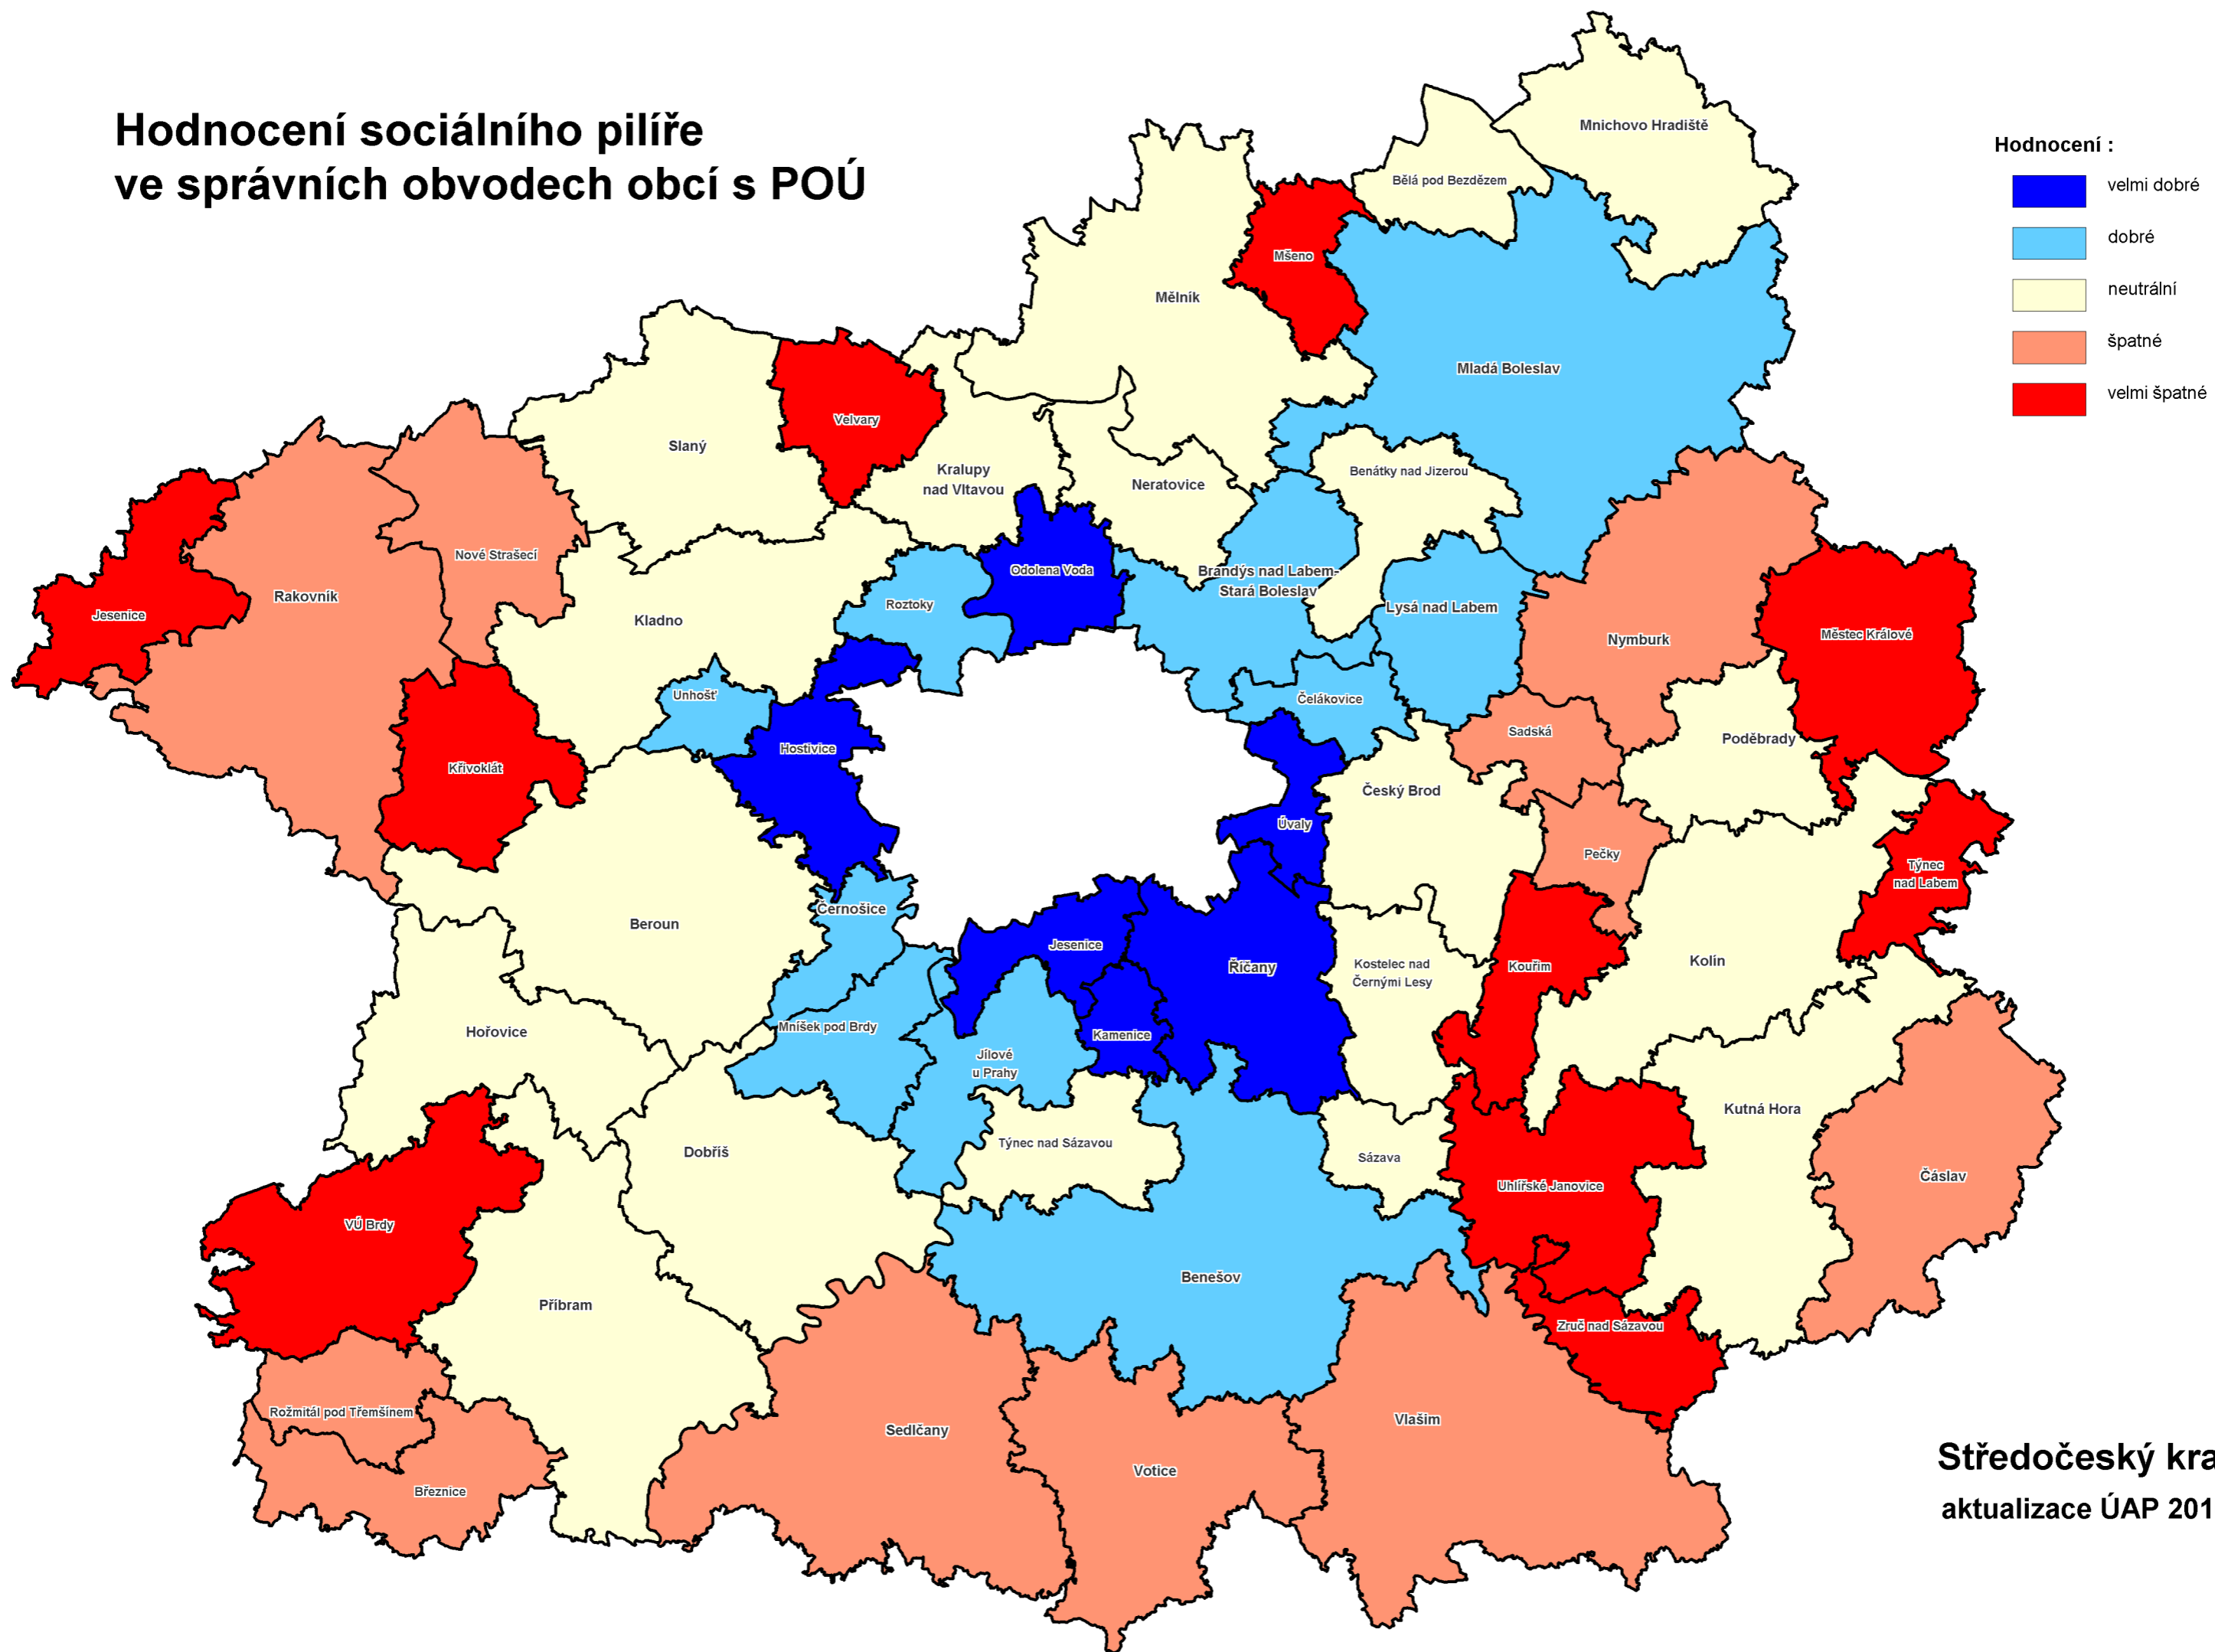 Hodnocení sociálního pilíře
ve správních obvodech obcí s POÚ
Hodnocení :
velmi dobré
dobré
neutrální
špatné
velmi špatné
Mnichovo Hradiště
Bělá pod Bezdězem
Mšeno
Mělník
Mladá Boleslav
Velvary
Slaný
Kralupy
nad Vltavou
Neratovice
Benátky nad Jizerou
Nové Strašecí
Odolena Voda
Brandýs nad Labem-
Stará Boleslav
Rakovník
Jesenice
Kladno
Roztoky
Lysá nad Labem
Nymburk
Městec Králové
Unhošť
Čelákovice
Sadská
Poděbrady
Hostivice
Křivoklát
Český Brod
Úvaly
Pečky
Týnec
nad Labem
Černošice
Beroun
Jesenice
Říčany
Kostelec nad
Černými Lesy
Kouřim
Kolín
Hořovice
Mníšek pod Brdy
Kamenice
Jílové
u Prahy
Kutná Hora
Týnec nad Sázavou
Dobříš
Sázava
Uhlířské Janovice
Čáslav
VÚ Brdy
Benešov
Příbram
Zruč nad Sázavou
Rožmitál pod Třemšínem
Sedlčany
Vlašim
Votice
Březnice
Středočeský kra
aktualizace ÚAP 201